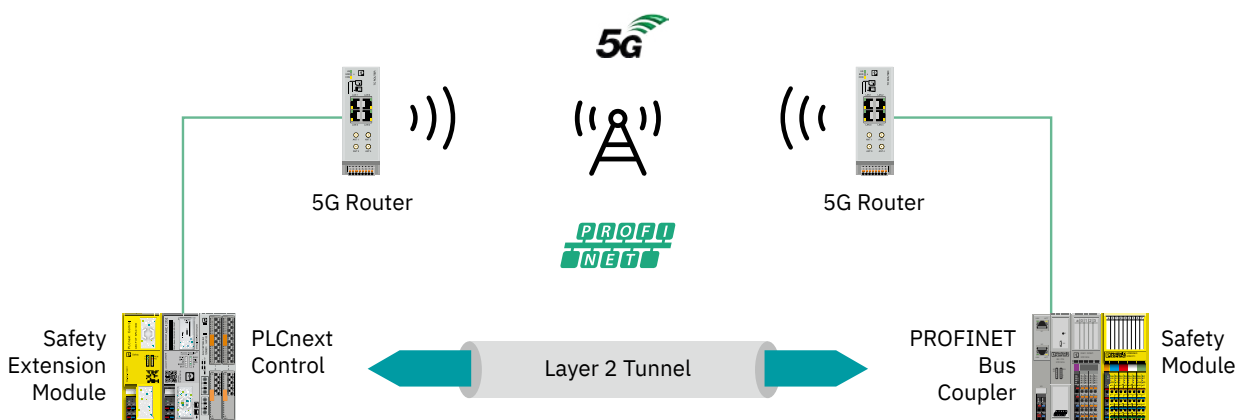 5G
5G Router
5G Router
PROFI
NET
Safety
Extension
Module
PLCnext
Control
Layer 2 Tunnel
PROFINET
Bus
Coupler
Safety
Module